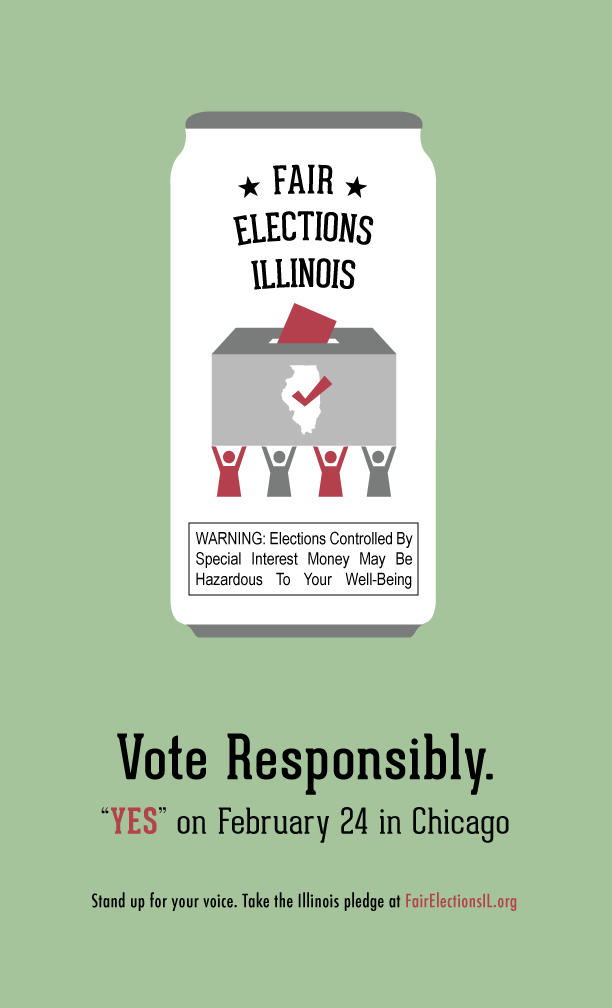 ★ FAIR ★
ELECTIONS
ILLINOIS
WARNING: Elections Controlled By
Special Interest Money May Be
Hazardous To Your Well-Being
Vote Responsibly.
“YES” on February 24 in Chicago
Stand up for your voice. Take the Illinois pledge at FairElectionsIL.org